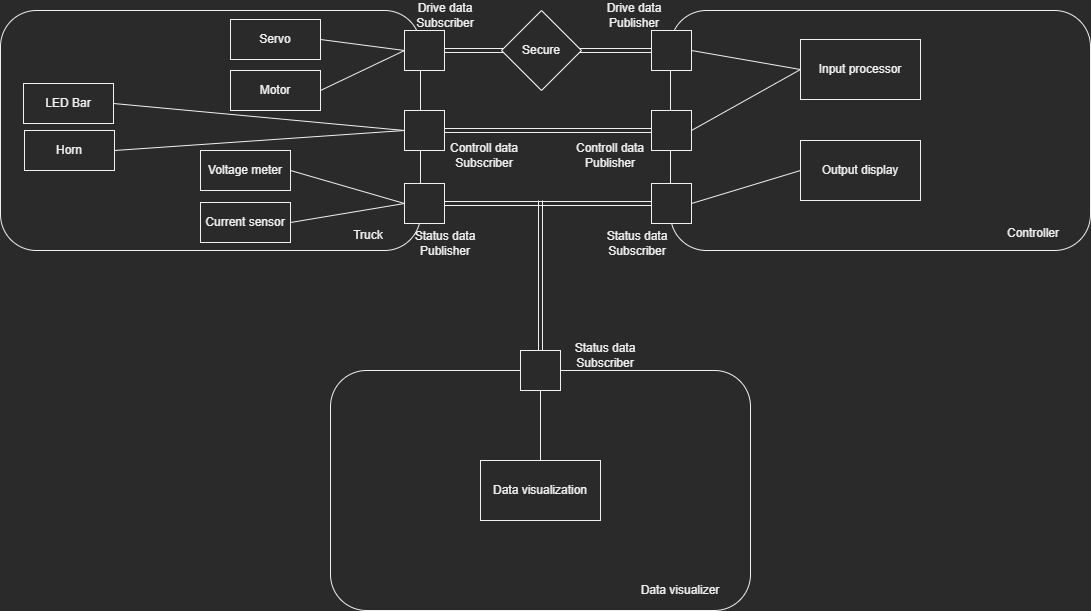 Drive data
Subscriber
Drive data
Publisher
Servo
Secure
Input processor
Motor
LED Bar
Horn
Controll data
Subscriber
Controll data
Publisher
Voltage meter
Output display
Current sensor
Truck
Status data
Publisher
Status data
Subscriber
Controller
Status data
Subscriber
Data visualization
Data visualizer